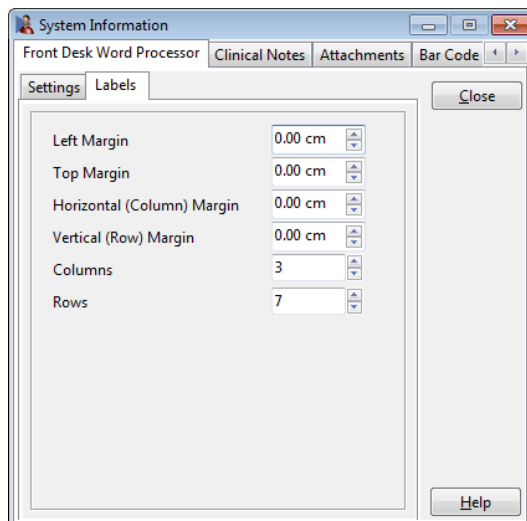 System Information
Front Desk Word Processor Clinical Notes Attachments Bar Code
Settings Labels
Close
Left Margin 0.00 cm
Top Margin 0.00 cm
Horizontal (Column) Margin 0.00 cm
Vertical (Row) Margin 0.00 cm
Columns 3
Rows 7
Help